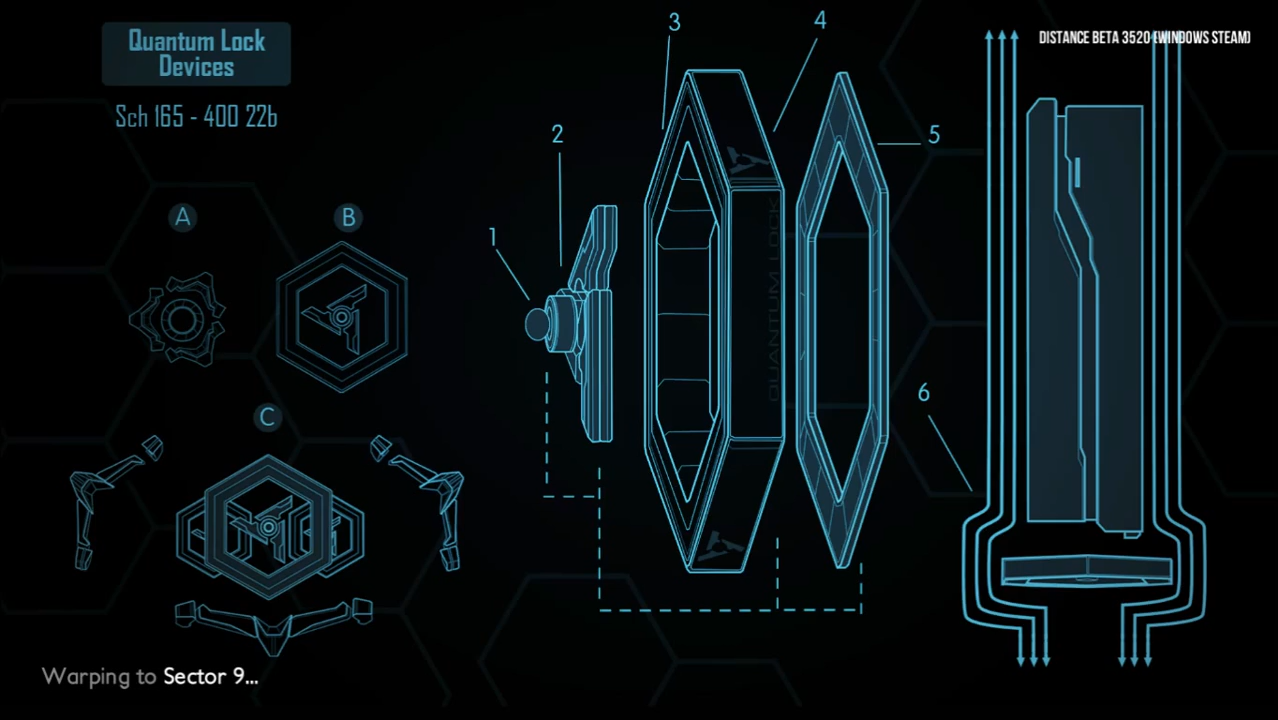 Quantum Lock
Devices
Sch 165 - 400 22b
DISTANCE BETA 3520 (WINDOWS STEAM)
A
B
C
1
2
3
4
5
6
QUANTUM LOCK
Warping to Sector 9...